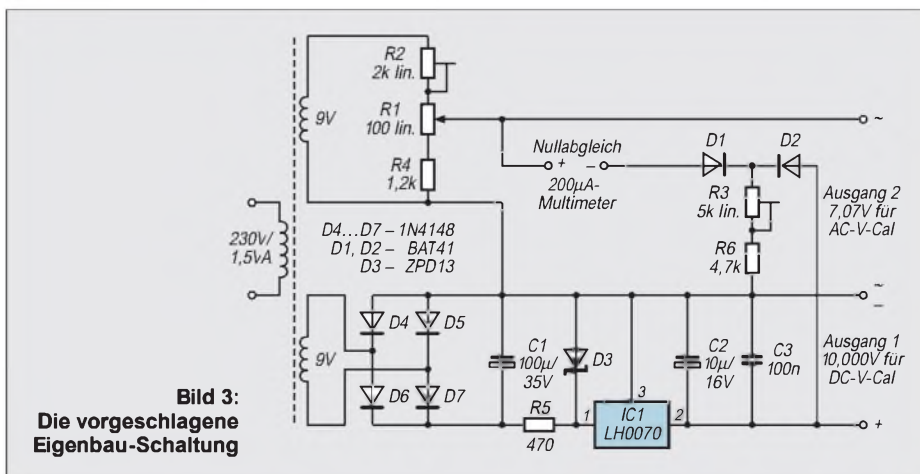 R2
2k lin.
9V
R1
100 lin.
~
Nullabgleich
+ –
200µA-
Multimeter
D1
D2
R4
1,2k
R3
5k lin.
Ausgang 2
7,07V für
AC-V-Cal
230V/
1,5vA
D4...D7 – 1N4148
D1, D2 – BAT41
D3 – ZPD13
R6
4,7k
~
–
9V
D4
D5
C1
100µ/
35V
D3
3
C2
10µ/
16V
C3
100n
Ausgang 1
10,000V für
DC-V-Cal
D6
D7
R5
470
1
IC1
LH0070
2
+
Bild 3:
Die vorgeschlagene
Eigenbau-Schaltung